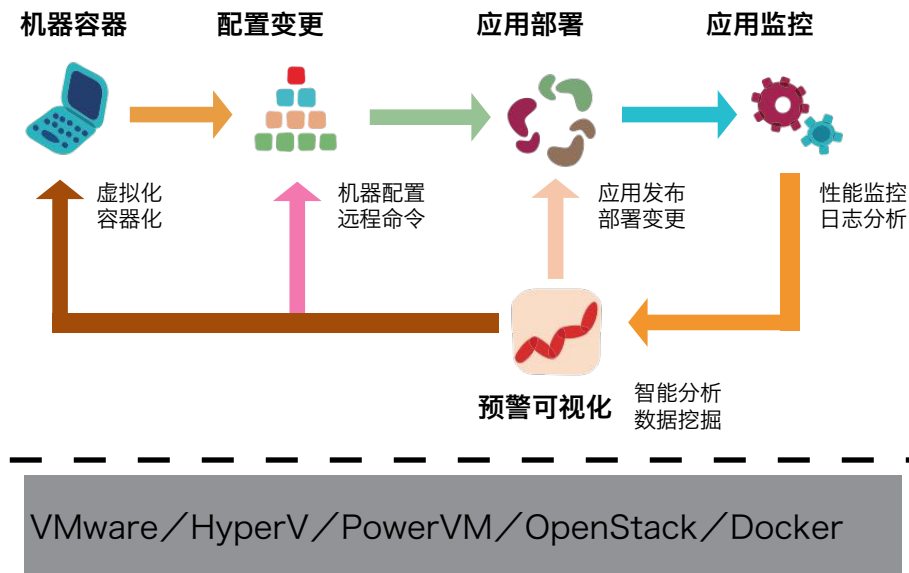 机器容器
配置变更
应用部署
应用监控
虚拟化
容器化
机器配置
远程命令
应用发布
部署变更
性能监控
日志分析
预警可视化
智能分析
数据挖掘
VMware／HyperV／PowerVM／OpenStack／Docker